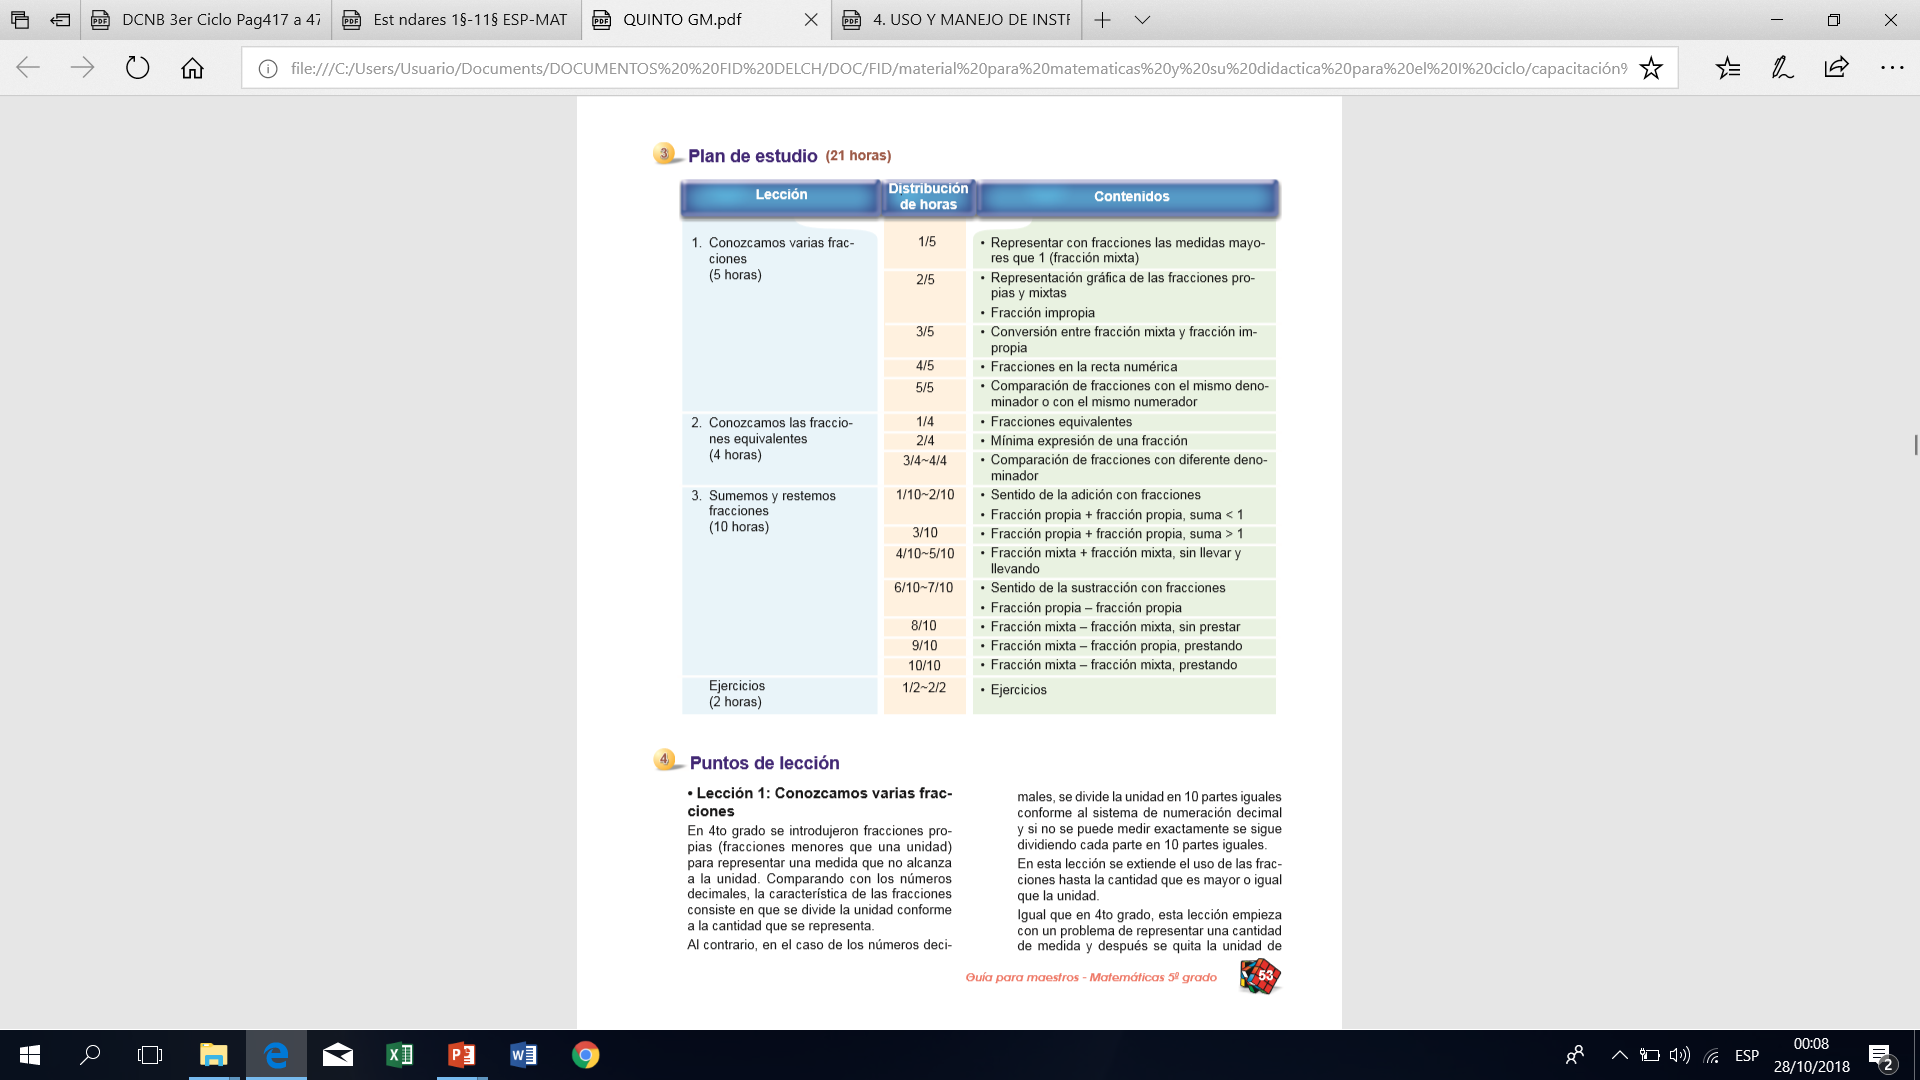 DCNB 3er Ciclo Pag417 a 47
Est ndares 1§-11§ ESP-MAT
QUINTO GM.pdf
4. USO Y MANEJO DE INSTR
file:///C:/Users/Usuario/Documents/DOCUMENTOS%20%20FID%20DELCH/DOC/FID/material%20para%20matematicas%20y%20su%20didactica%20para%20el%20I%20ciclo/capacitación%
3 Plan de estudio (21 horas)
Lección
Distribución
de horas
Contenidos
1. Conozcamos varias frac-
ciones
(5 horas)
1/5
• Representar con fracciones las medidas mayo-
res que 1 (fracción mixta)
2/5
• Representación gráfica de las fracciones pro-
pias y mixtas
• Fracción impropia
3/5
• Conversión entre fracción mixta y fracción im-
propia
4/5
• Fracciones en la recta numérica
5/5
• Comparación de fracciones con el mismo deno-
minador o con el mismo numerador
2. Conozcamos las fraccio-
nes equivalentes
(4 horas)
1/4
• Fracciones equivalentes
2/4
• Mínima expresión de una fracción
3/4~4/4
• Comparación de fracciones con diferente deno-
minador
3. Sumemos y restemos
fracciones
(10 horas)
1/10~2/10
• Sentido de la adición con fracciones
• Fracción propia + fracción propia, suma < 1
3/10
• Fracción propia + fracción propia, suma > 1
4/10~5/10
• Fracción mixta + fracción mixta, sin llevar y
llevando
6/10~7/10
• Sentido de la sustracción con fracciones
• Fracción propia – fracción propia
8/10
• Fracción mixta – fracción mixta, sin prestar
9/10
• Fracción mixta – fracción propia, prestando
10/10
• Fracción mixta – fracción mixta, prestando
Ejercicios
(2 horas)
1/2~2/2
• Ejercicios
4 Puntos de lección
• Lección 1: Conozcamos varias frac-
ciones
En 4to grado se introdujeron fracciones pro-
pias (fracciones menores que una unidad)
para representar una medida que no alcanza
a la unidad. Comparando con los números
decimales, la característica de las fracciones
consiste en que se divide la unidad conforme
a la cantidad que se representa.
Al contrario, en el caso de los números deci-
males, se divide la unidad en 10 partes iguales
conforme al sistema de numeración decimal
y si no se puede medir exactamente se sigue
dividiendo cada parte en 10 partes iguales.
En esta lección se extiende el uso de las frac-
ciones hasta la cantidad que es mayor o igual
que la unidad.
Igual que en 4to grado, esta lección empieza
con un problema de representar una cantidad
de medida y después se quita la unidad de
Guía para maestros - Matemáticas 5º grado
53
ESP
00:08
28/10/2018
2